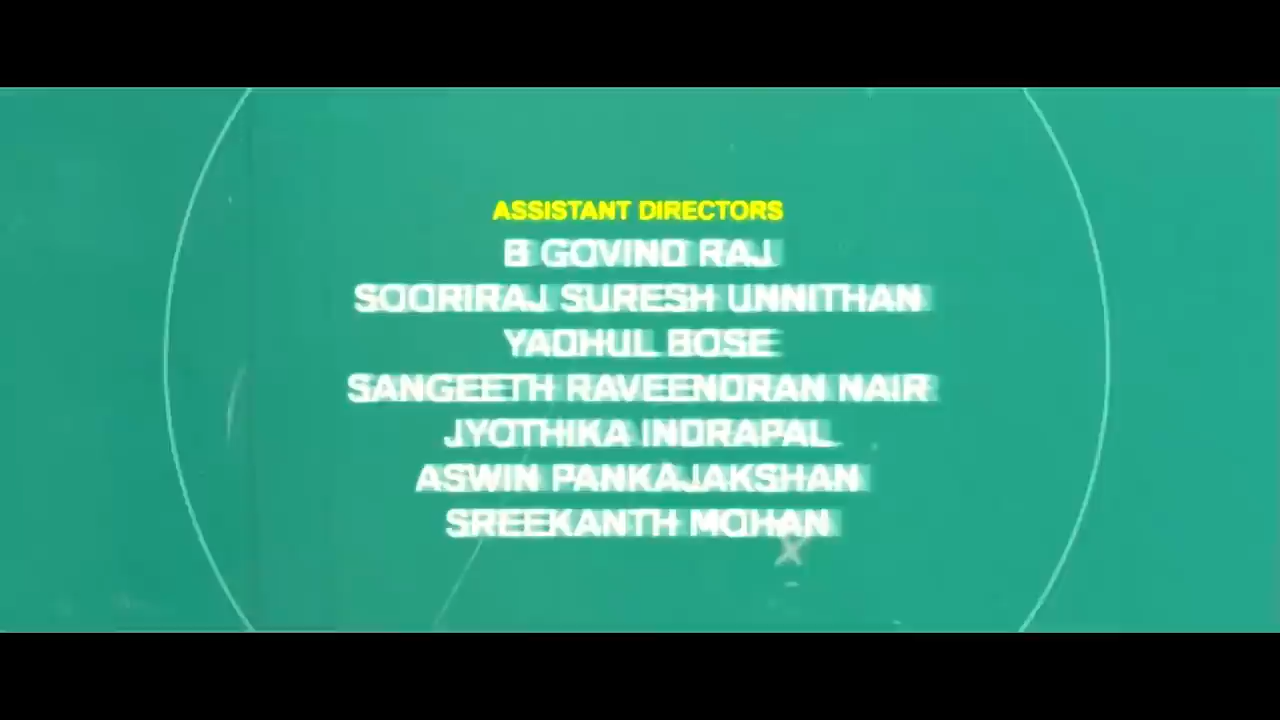 ASSISTANT DIRECTORS
B GOVIND RAJ
SOORIRAJ SURESH UNNITHAN
YADHUL BOSE
SANGEETH RAVEENDRAN NAIR
JYOTHIKA INDRAPAL
ASWIN PANKAJAKSHAN
SREEKANTH MOHAN